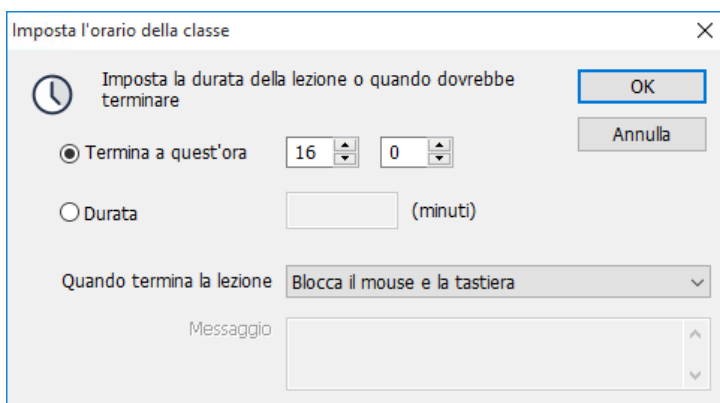 Imposta l'orario della classe
Imposta la durata della lezione o quando dovrebbe
terminare
OK
Annulla
Termina a quest'ora 16 0
Durata (minuti)
Quando termina la lezione Blocca il mouse e la tastiera
Messaggio